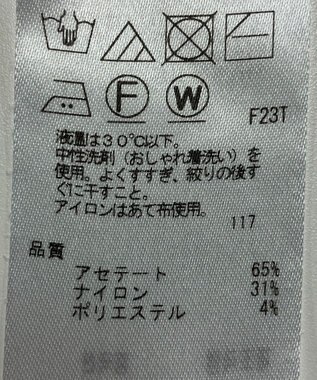 F W F23T
液温は30℃以下。
中性洗剤（おしゃれ着洗い）を
使用。よくすすぎ、絞りの後す
ぐに干すこと。
アイロンはあて布使用。
117
品質
アセテート 65%
ナイロン 31%
ポリエステル 4%